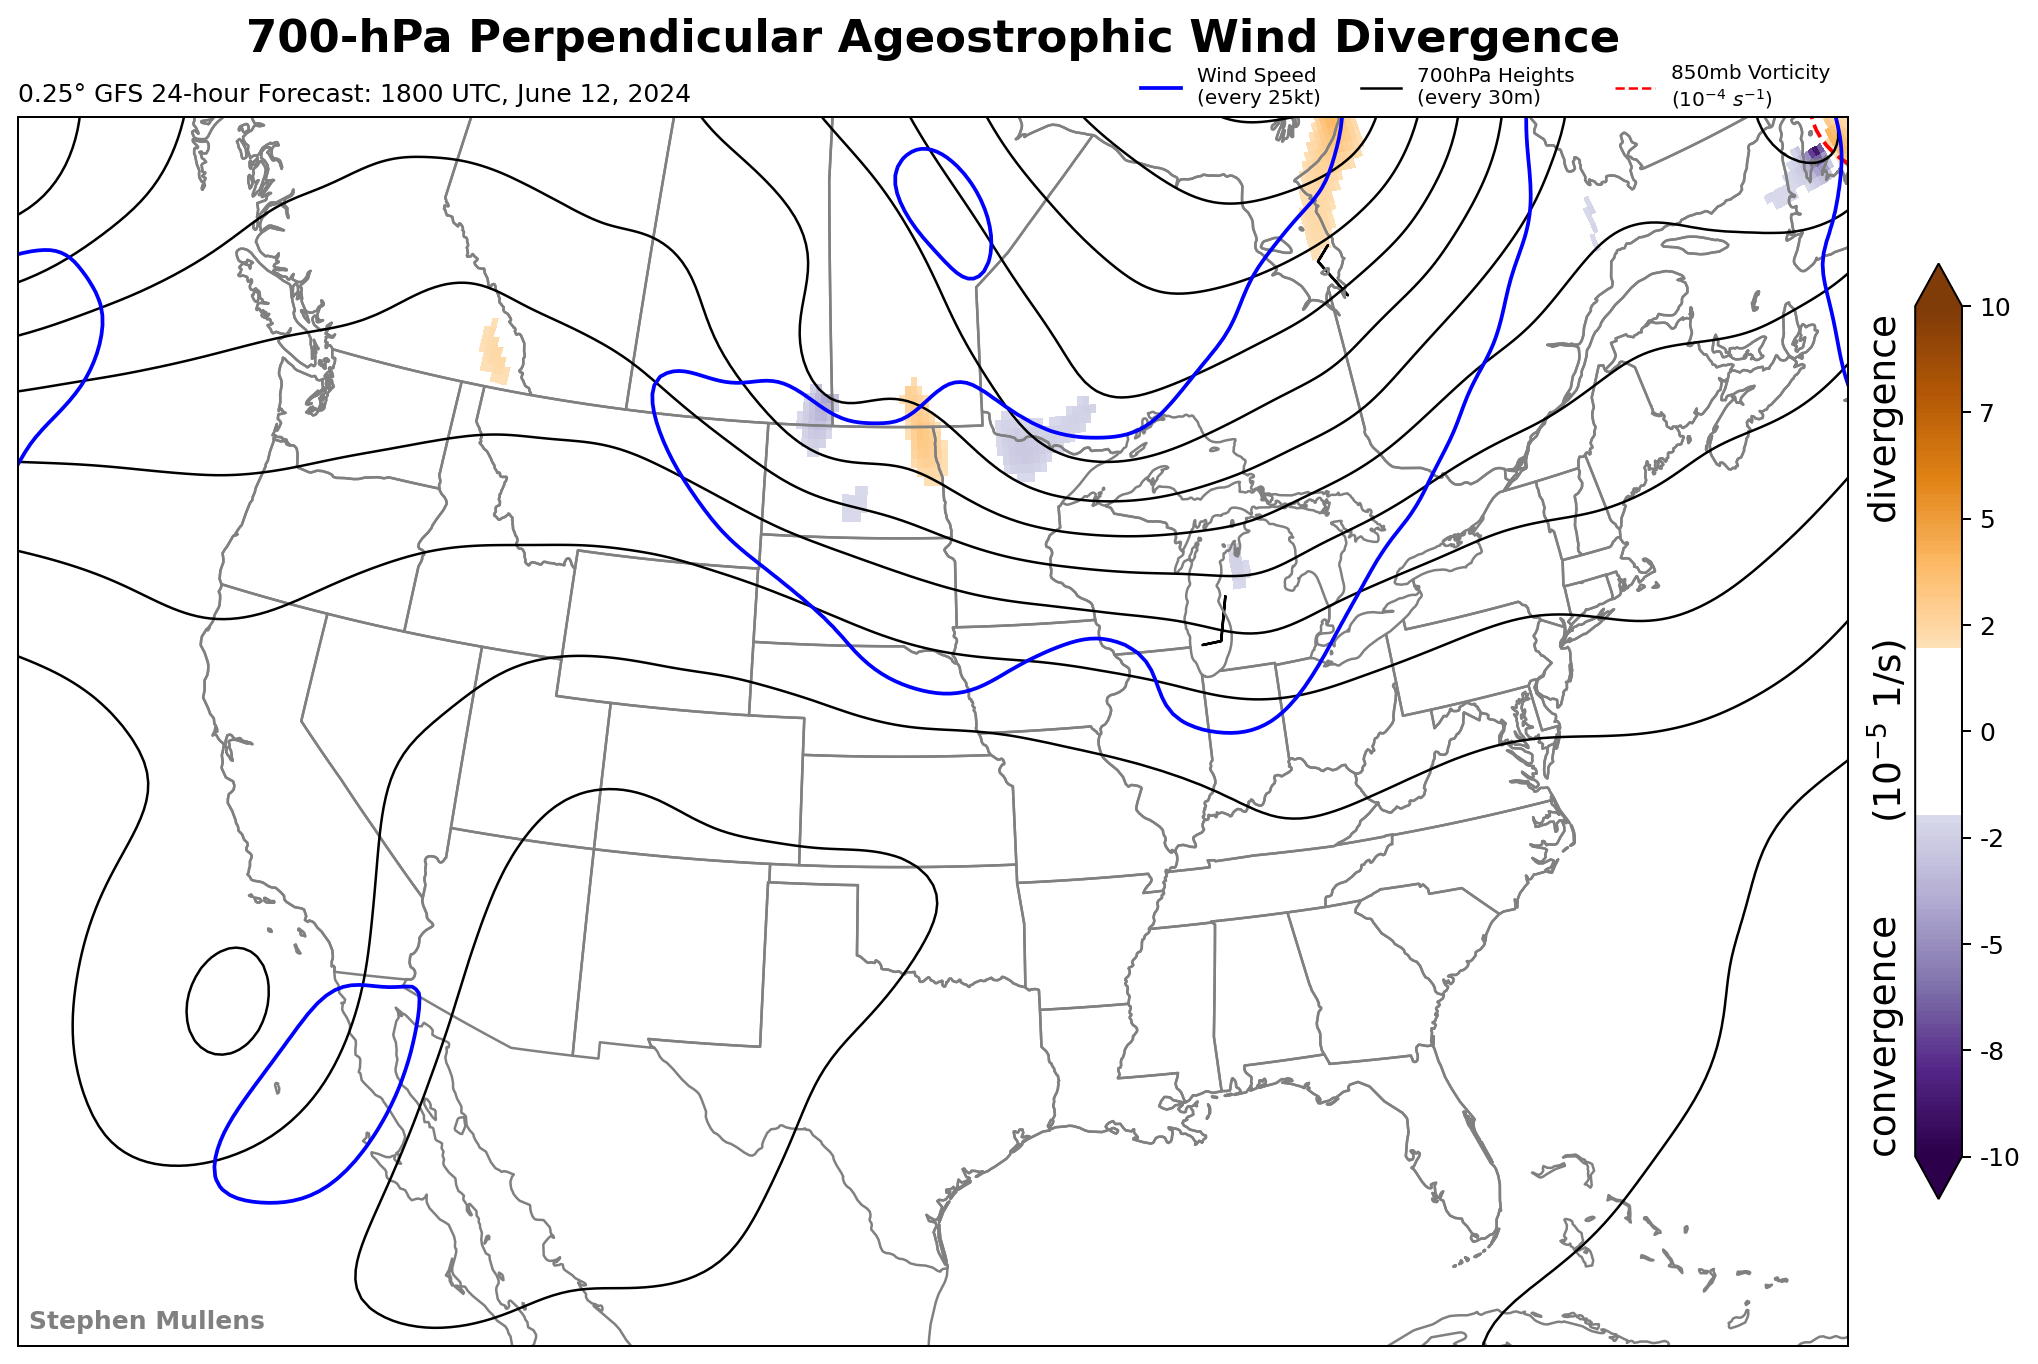 700-hPa Perpendicular Ageostrophic Wind Divergence
0.25° GFS 24-hour Forecast: 1800 UTC, June 12, 2024
Wind Speed
(every 25kt)
700hPa Heights
(every 30m)
850mb Vorticity
(10⁻⁴ s⁻¹)
convergence (10⁻⁵ 1/s) divergence
10
7
5
2
0
-2
-5
-8
-10
Stephen Mullens